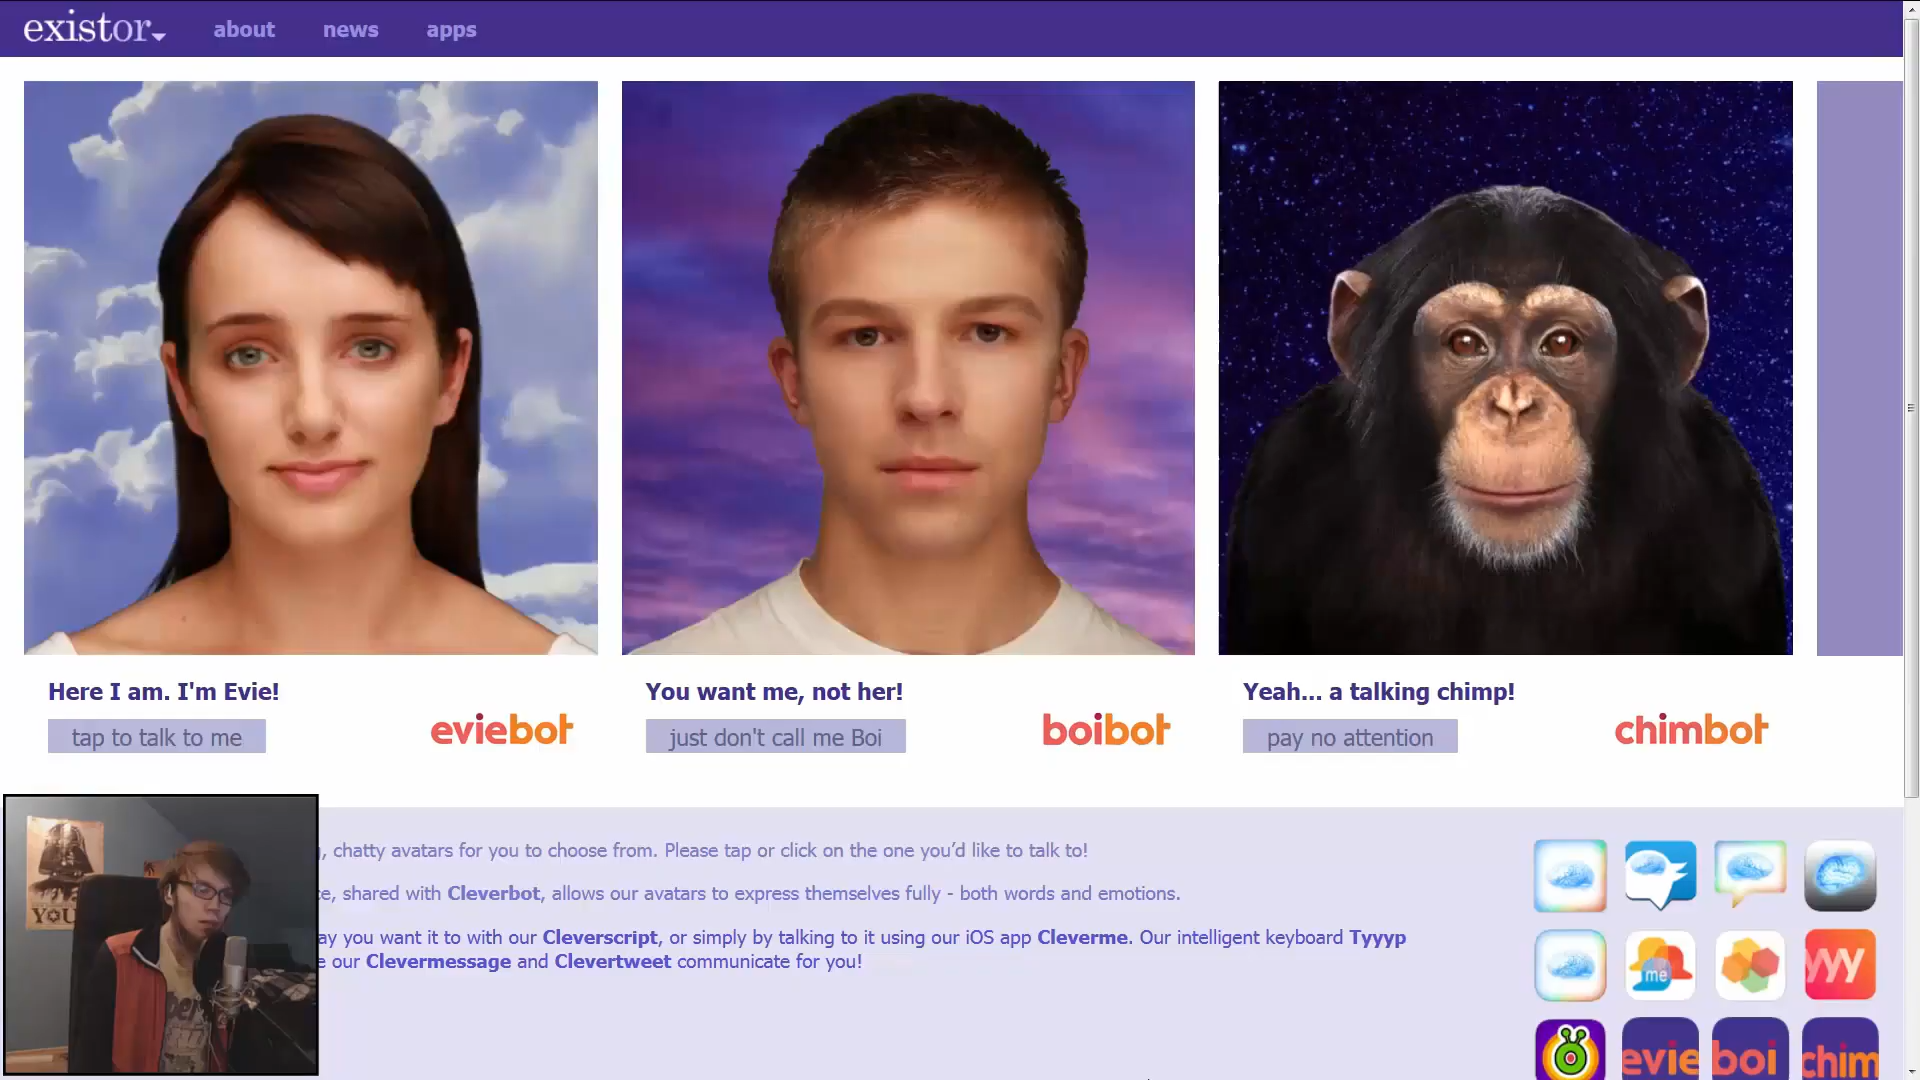 existor
about news apps
Here I am. I'm Evie!
tap to talk to me
eviebot
You want me, not her!
just don't call me Boi
boibot
Yeah... a talking chimp!
pay no attention
chimbot
, chatty avatars for you to choose from. Please tap or click on the one you’d like to talk to!
, shared with Cleverbot, allows our avatars to express themselves fully - both words and emotions.
you want it to with our Cleverscript, or simply by talking to it using our iOS app Cleverme. Our intelligent keyboard Tyyyp
our Clevermessage and Clevertweet communicate for you!
me
yyy
evie boi chim
YOU